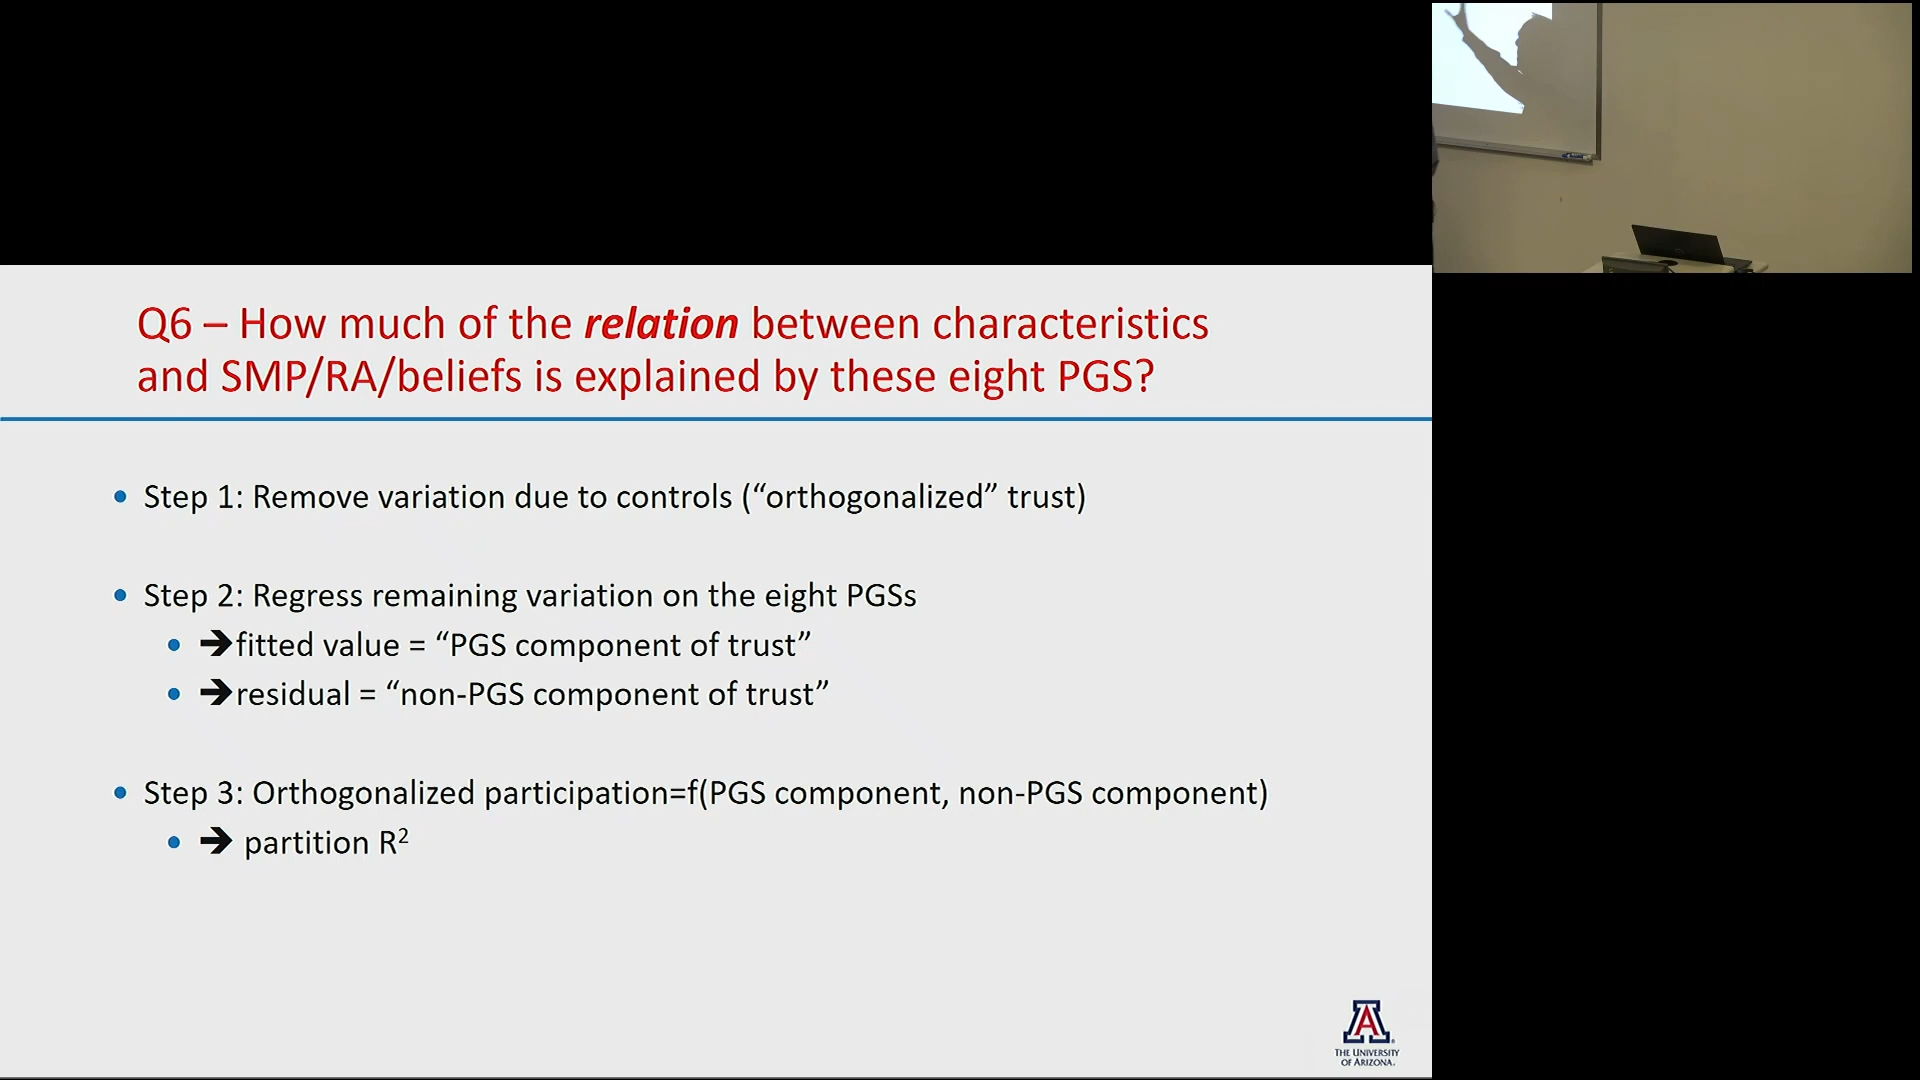 Q6 – How much of the relation between characteristics
and SMP/RA/beliefs is explained by these eight PGS?
• Step 1: Remove variation due to controls (“orthogonalized” trust)
• Step 2: Regress remaining variation on the eight PGSs
• ➔fitted value = “PGS component of trust”
• ➔residual = “non-PGS component of trust”
• Step 3: Orthogonalized participation=f(PGS component, non-PGS component)
• ➔ partition R²
A
THE UNIVERSITY
OF ARIZONA.